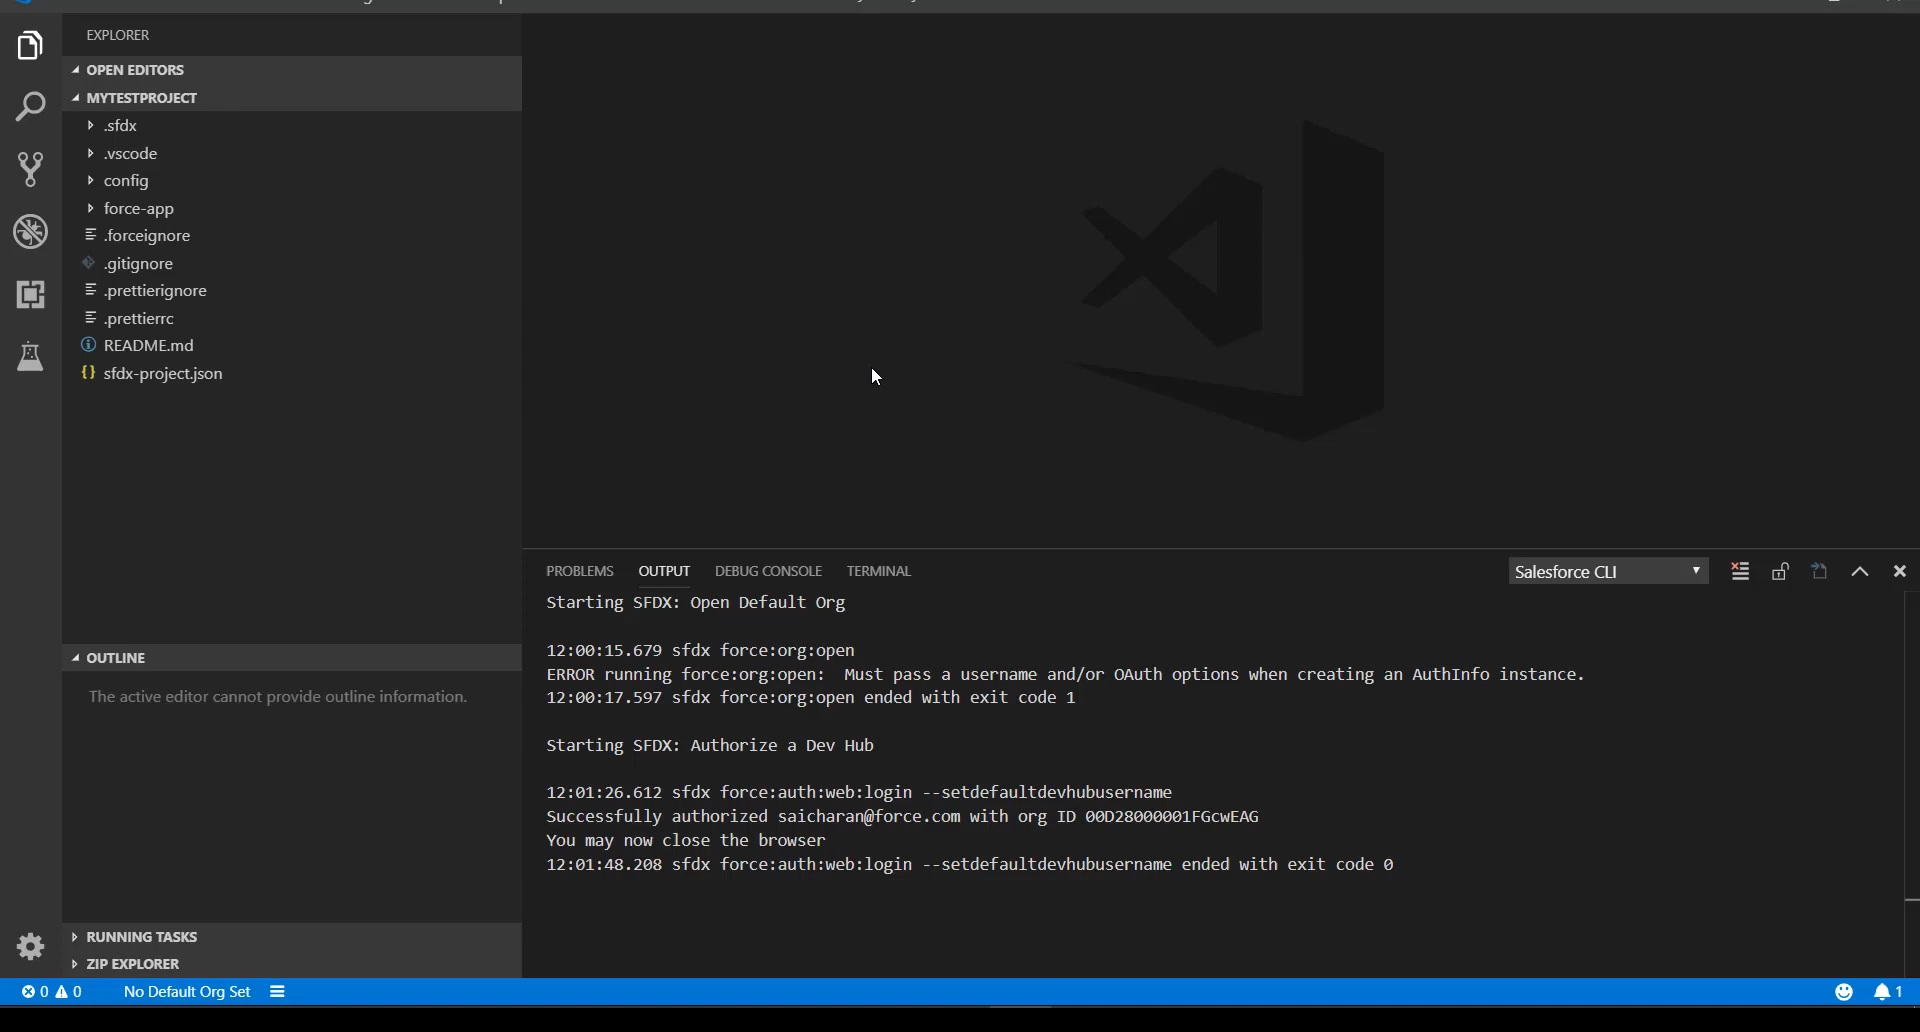 EXPLORER
OPEN EDITORS
MYTESTPROJECT
.sfdx
.vscode
config
force-app
.forceignore
.gitignore
.prettierignore
.prettierrc
README.md
sfdx-project.json
OUTLINE
The active editor cannot provide outline information.
RUNNING TASKS
ZIP EXPLORER
PROBLEMS OUTPUT DEBUG CONSOLE TERMINAL Salesforce CLI
Starting SFDX: Open Default Org
12:00:15.679 sfdx force:org:open
ERROR running force:org:open:  Must pass a username and/or OAuth options when creating an AuthInfo instance.
12:00:17.597 sfdx force:org:open ended with exit code 1
Starting SFDX: Authorize a Dev Hub
12:01:26.612 sfdx force:auth:web:login --setdefaultdevhubusername
Successfully authorized saicharan@force.com with org ID 00D28000001FGcwEAG
You may now close the browser
12:01:48.208 sfdx force:auth:web:login --setdefaultdevhubusername ended with exit code 0
0 0 No Default Org Set 1